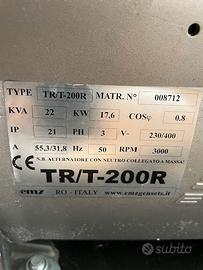 TYPE TR/T-200R MATR. N° 008712
KVA 22 KW 17,6 COSφ 0.8
IP 21 PH 3 V~ 230/400
A 55,3/31,8 Hz 50 RPM 3000
CE N.B. ALTERNATORE CON NEUTRO COLLEGATO A MASSA!
TR/T-200R
emz RO - ITALY www.emzgensets.it
subito